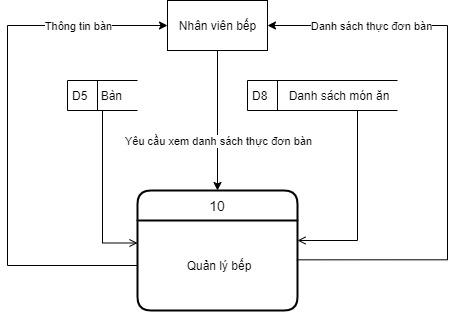 Thông tin bàn
Nhân viên bếp
Danh sách thực đơn bàn
D5 Bàn
D8 Danh sách món ăn
Yêu cầu xem danh sách thực đơn bàn
10
Quản lý bếp